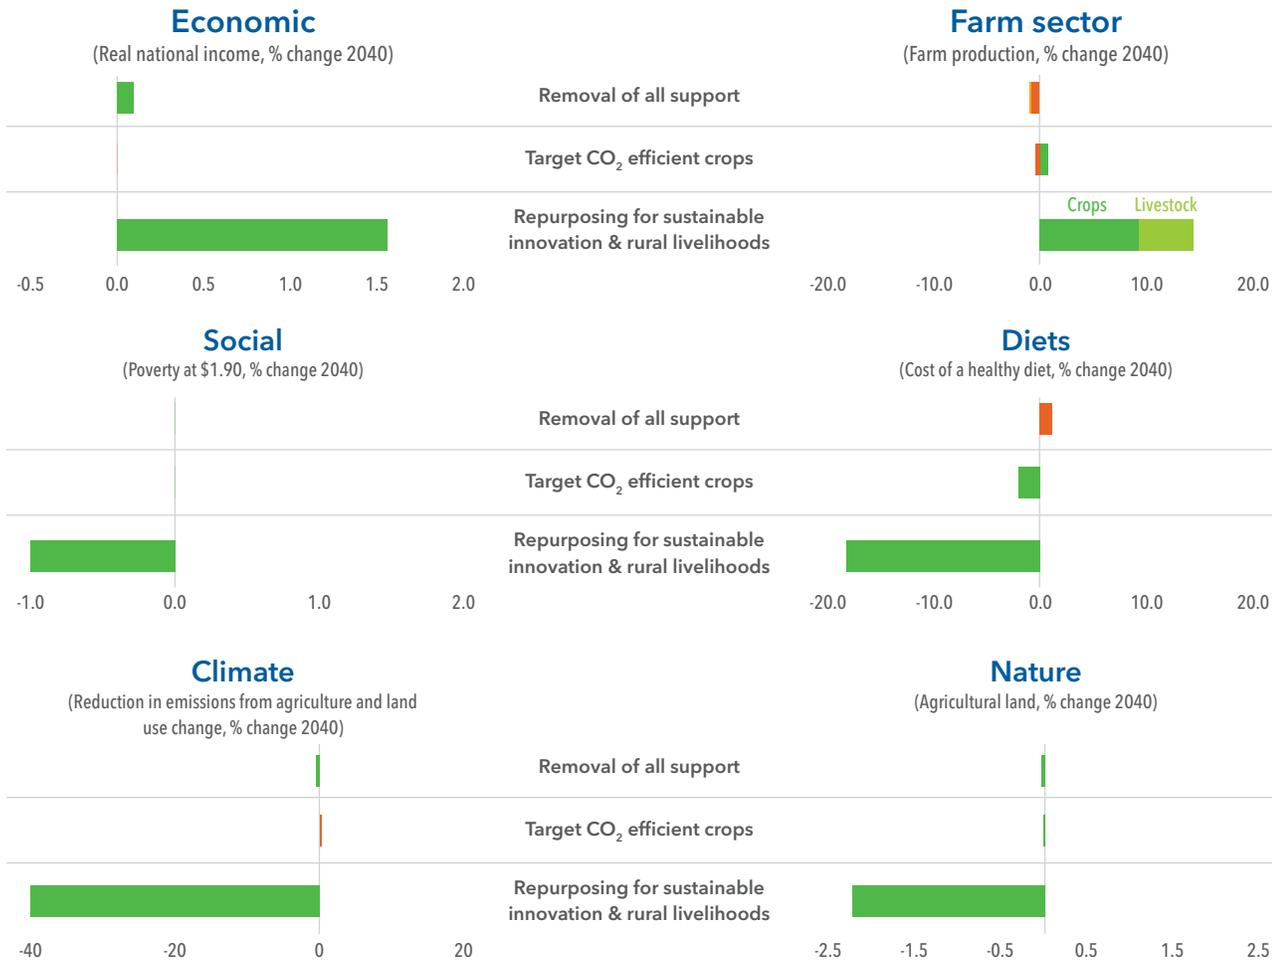 Economic
(Real national income, % change 2040)
Farm sector
(Farm production, % change 2040)
Removal of all support
Target CO₂ efficient crops
Repurposing for sustainable
innovation & rural livelihoods
Crops
Livestock
-0.5 0.0 0.5 1.0 1.5 2.0
-20.0 -10.0 0.0 10.0 20.0
Social
(Poverty at $1.90, % change 2040)
Diets
(Cost of a healthy diet, % change 2040)
Removal of all support
Target CO₂ efficient crops
Repurposing for sustainable
innovation & rural livelihoods
-1.0 0.0 1.0 2.0
-20.0 -10.0 0.0 10.0 20.0
Climate
(Reduction in emissions from agriculture and land
use change, % change 2040)
Nature
(Agricultural land, % change 2040)
Removal of all support
Target CO₂ efficient crops
Repurposing for sustainable
innovation & rural livelihoods
-40 -20 0 20
-2.5 -1.5 -0.5 0.5 1.5 2.5